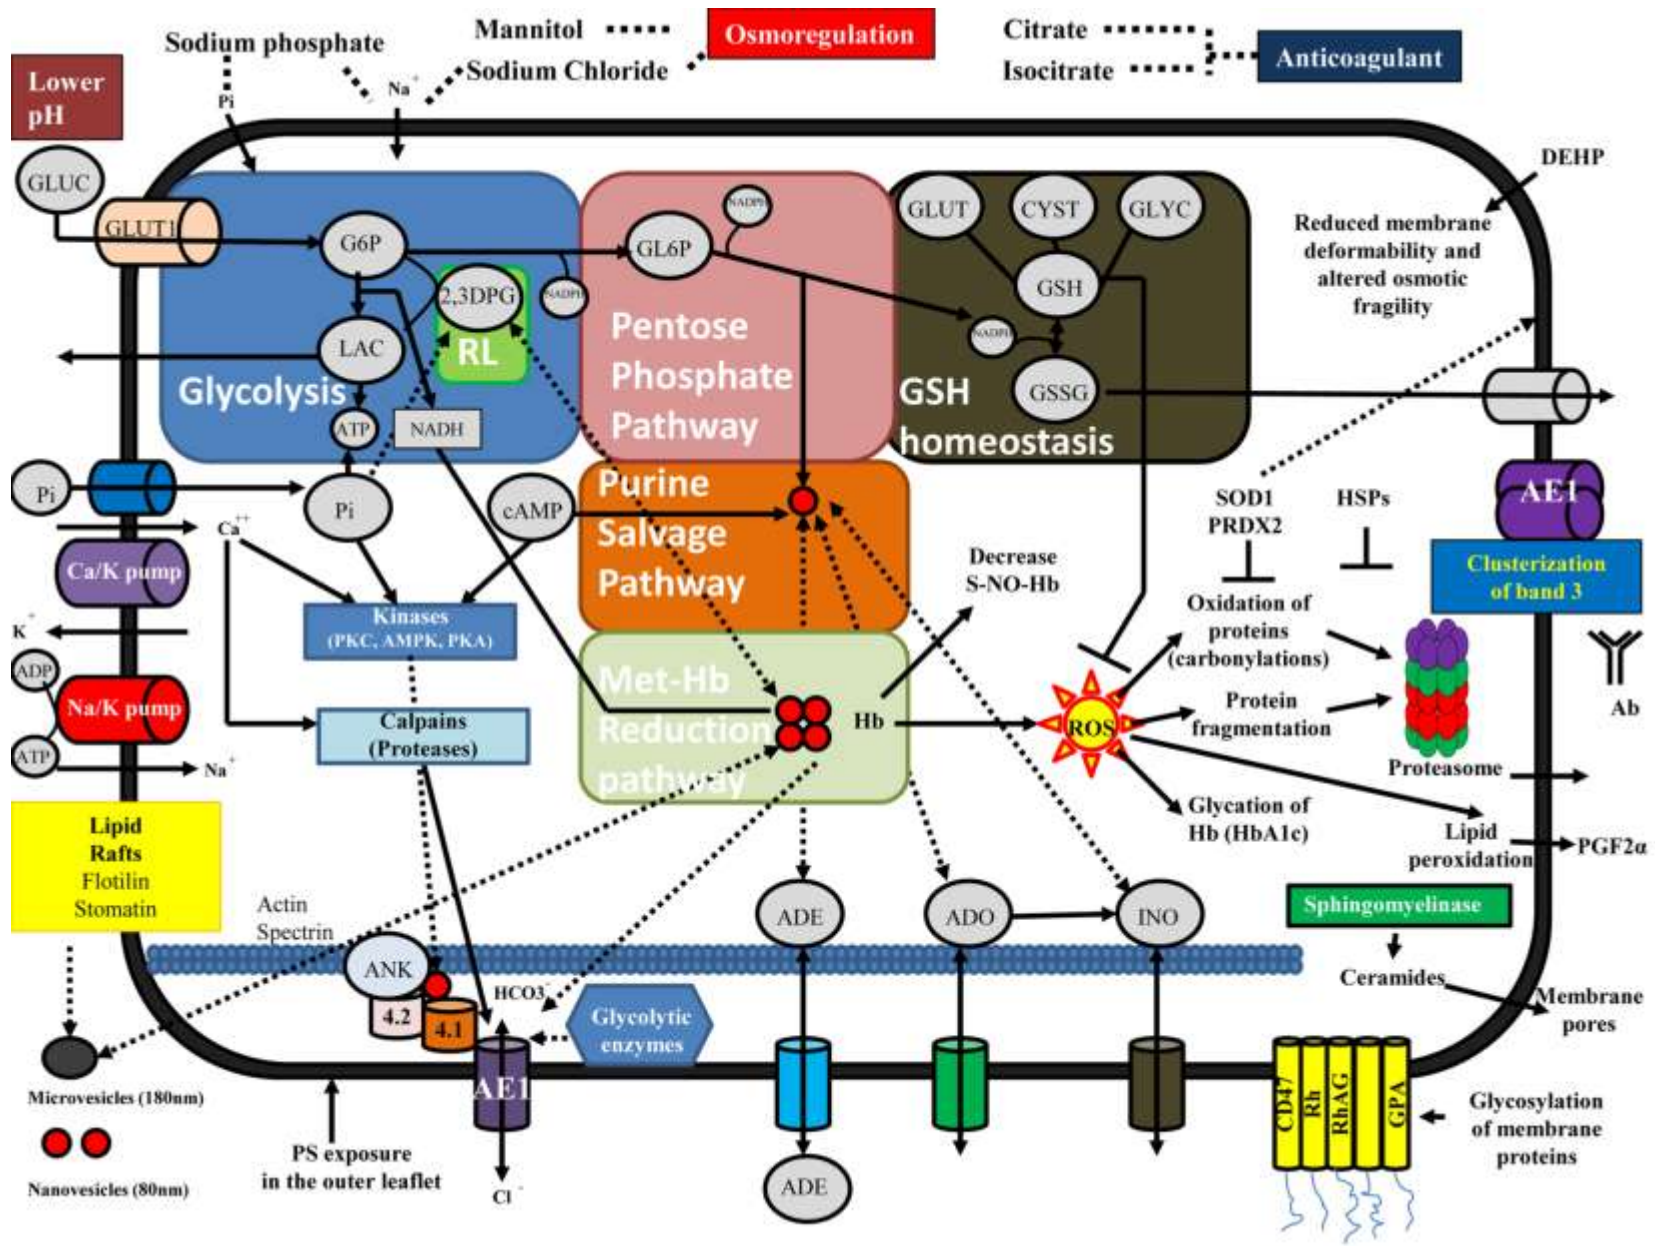 Sodium phosphate
Mannitol
Sodium Chloride
Osmoregulation
Citrate
Isocitrate
Anticoagulant
Lower
pH
Pi
Na+
GLUC
GLUT1
G6P
2,3DPG
RL
LAC
Glycolysis
ATP
NADH
NADPH
GL6P
NADPH
Pentose
Phosphate
Pathway
GLUT
CYST
GLYC
GSH
NADPH
GSSG
GSH
homeostasis
DEHP
Reduced membrane
deformability and
altered osmotic
fragility
Pi
Pi
cAMP
Purine
Salvage
Pathway
Ca++
Ca/K pump
K+
ADP
Na/K pump
ATP
Na+
Kinases
(PKC, AMPK, PKA)
Calpains
(Proteases)
Met-Hb
Reduction
pathway
Hb
Decrease
S-NO-Hb
ROS
SOD1
PRDX2
HSPs
Oxidation of
proteins
(carbonylations)
Protein
fragmentation
Glycation of
Hb (HbA1c)
Proteasome
Lipid
peroxidation
PGF2α
AE1
Clusterization
of band 3
Ab
Lipid
Rafts
Flotilin
Stomatin
Actin
Spectrin
ANK
4.2
4.1
HCO3-
AE1
Cl-
Glycolytic
enzymes
ADE
ADO
INO
ADE
Sphingomyelinase
Ceramides
Membrane
pores
CD47
Rh
RhAG
GPA
Glycosylation
of membrane
proteins
Microvesicles (180nm)
Nanovesicles (80nm)
PS exposure
in the outer leaflet